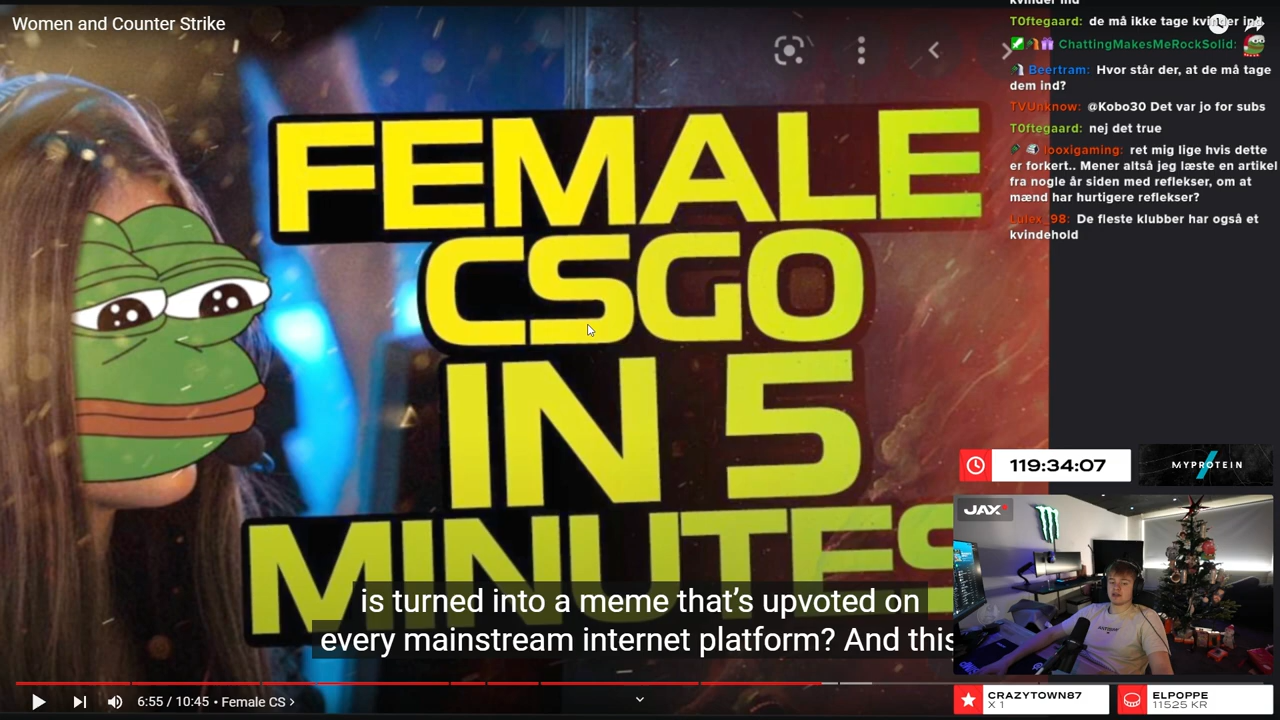 Women and Counter Strike
FEMALE
CSGO
IN 5
MINUTES
is turned into a meme that's upvoted on
every mainstream internet platform? And this
6:55 / 10:45 • Female CS
kvinder ind
T0ftegaard: de må ikke tage kvinder ind
ChattingMakesMeRockSolid:
Beertram: Hvor står der, at de må tage
dem ind?
TVUnknow: @Kobo30 Det var jo for subs
T0ftegaard: nej det true
looxigaming: ret mig lige hvis dette
er forkert.. Mener altså jeg læste en artikel
fra nogle år siden med reflekser, om at
mænd har hurtigere reflekser?
Lulex_98: De fleste klubber har også et
kvindehold
119:34:07
MYPROTEIN
JAX
CRAZYTOWN87
X 1
ELPOPPE
11525 KR